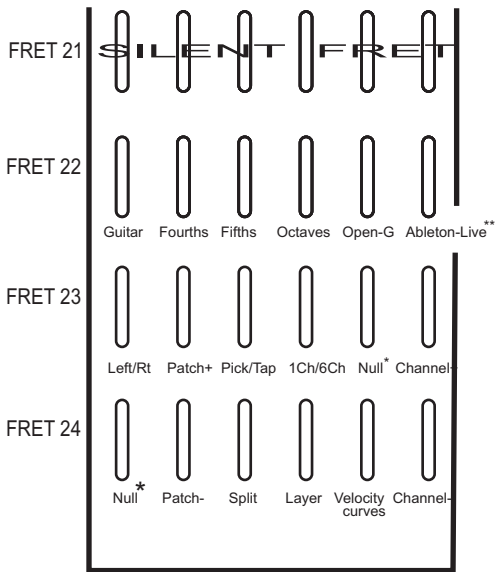 FRET 21 SILENT FRET
FRET 22
Guitar Fourths Fifths Octaves Open-G Ableton-Live**
FRET 23
Left/Rt Patch+ Pick/Tap 1Ch/6Ch Null* Channel+
FRET 24
Null* Patch- Split Layer Velocity Channel-
curves